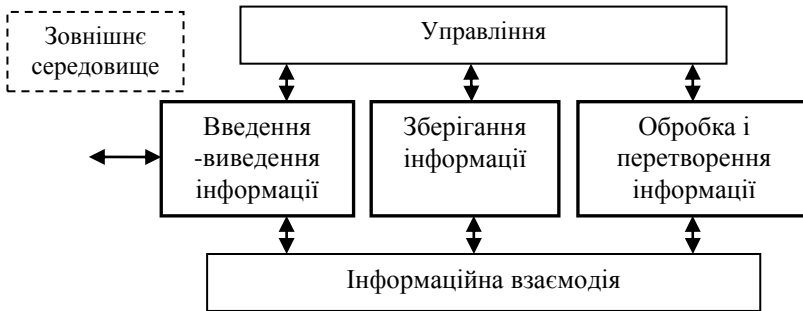 Зовнішнє
середовище
Управління
Введення
-виведення
інформації
Зберігання
інформації
Обробка і
перетворення
інформації
Інформаційна взаємодія